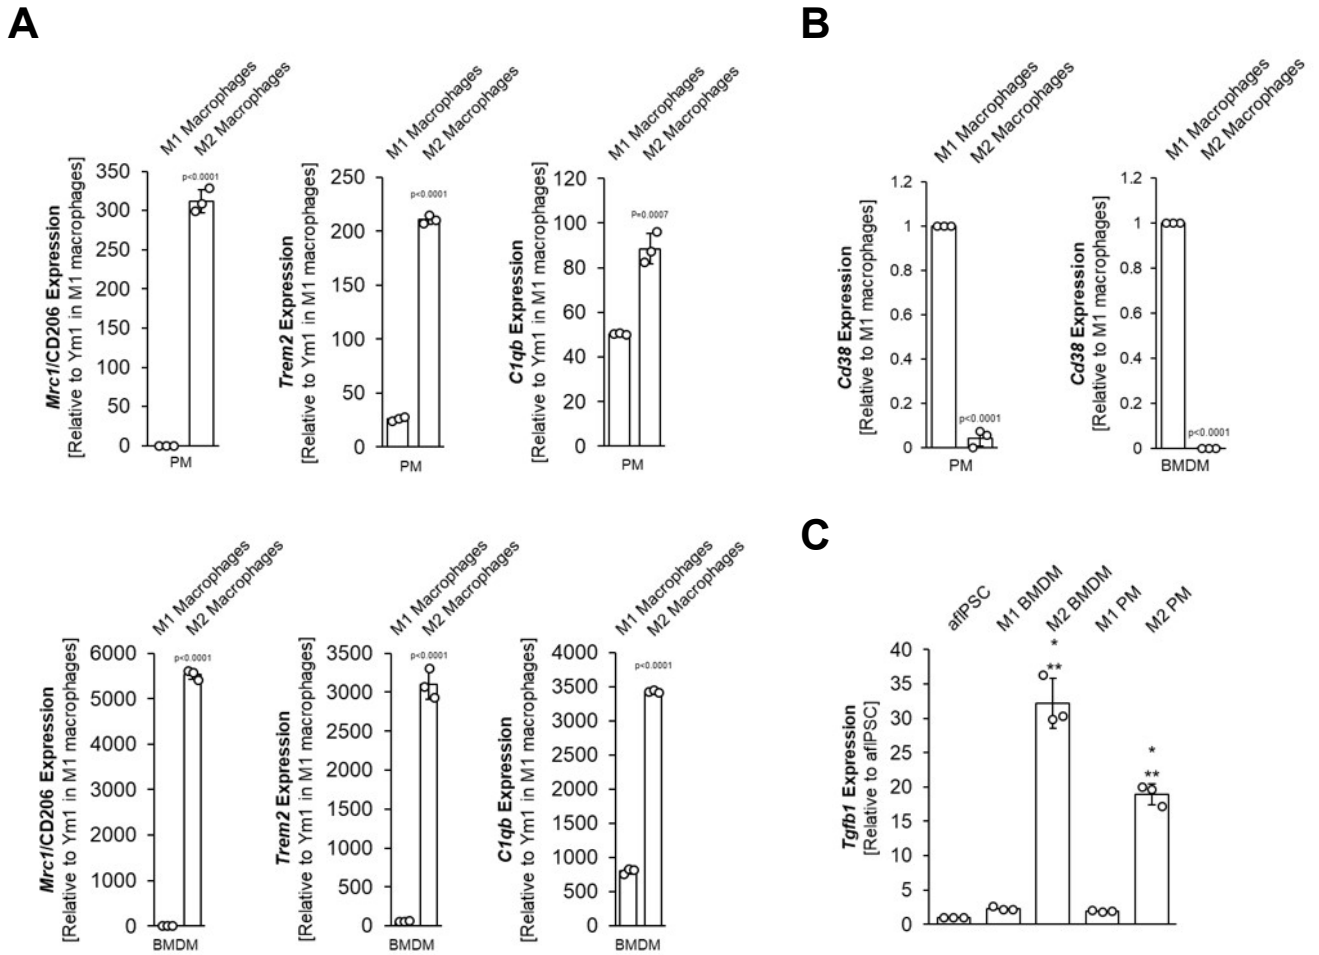 A
M1 Macrophages
M2 Macrophages
Mrc1/CD206 Expression
[Relative to Ym1 in M1 macrophages]
350
300
250
200
150
100
50
0
p<0.0001
PM
M1 Macrophages
M2 Macrophages
Trem2 Expression
[Relative to Ym1 in M1 macrophages]
250
200
150
100
50
0
p<0.0001
PM
M1 Macrophages
M2 Macrophages
C1qb Expression
[Relative to Ym1 in M1 macrophages]
120
100
80
60
40
20
0
P=0.0007
PM
M1 Macrophages
M2 Macrophages
Mrc1/CD206 Expression
[Relative to Ym1 in M1 macrophages]
6000
5000
4000
3000
2000
1000
0
p<0.0001
BMDM
M1 Macrophages
M2 Macrophages
Trem2 Expression
[Relative to Ym1 in M1 macrophages]
3500
3000
2500
2000
1500
1000
500
0
p<0.0001
BMDM
M1 Macrophages
M2 Macrophages
C1qb Expression
[Relative to Ym1 in M1 macrophages]
4000
3500
3000
2500
2000
1500
1000
500
0
p<0.0001
BMDM
B
M1 Macrophages
M2 Macrophages
Cd38 Expression
[Relative to M1 macrophages]
1.2
1
0.8
0.6
0.4
0.2
0
p<0.0001
PM
M1 Macrophages
M2 Macrophages
Cd38 Expression
[Relative to M1 macrophages]
1.2
1
0.8
0.6
0.4
0.2
0
p<0.0001
BMDM
C
afIPSC
M1 BMDM
M2 BMDM
M1 PM
M2 PM
Tgfb1 Expression
[Relative to afIPSC]
40
35
30
25
20
15
10
5
0
*
**
*
**